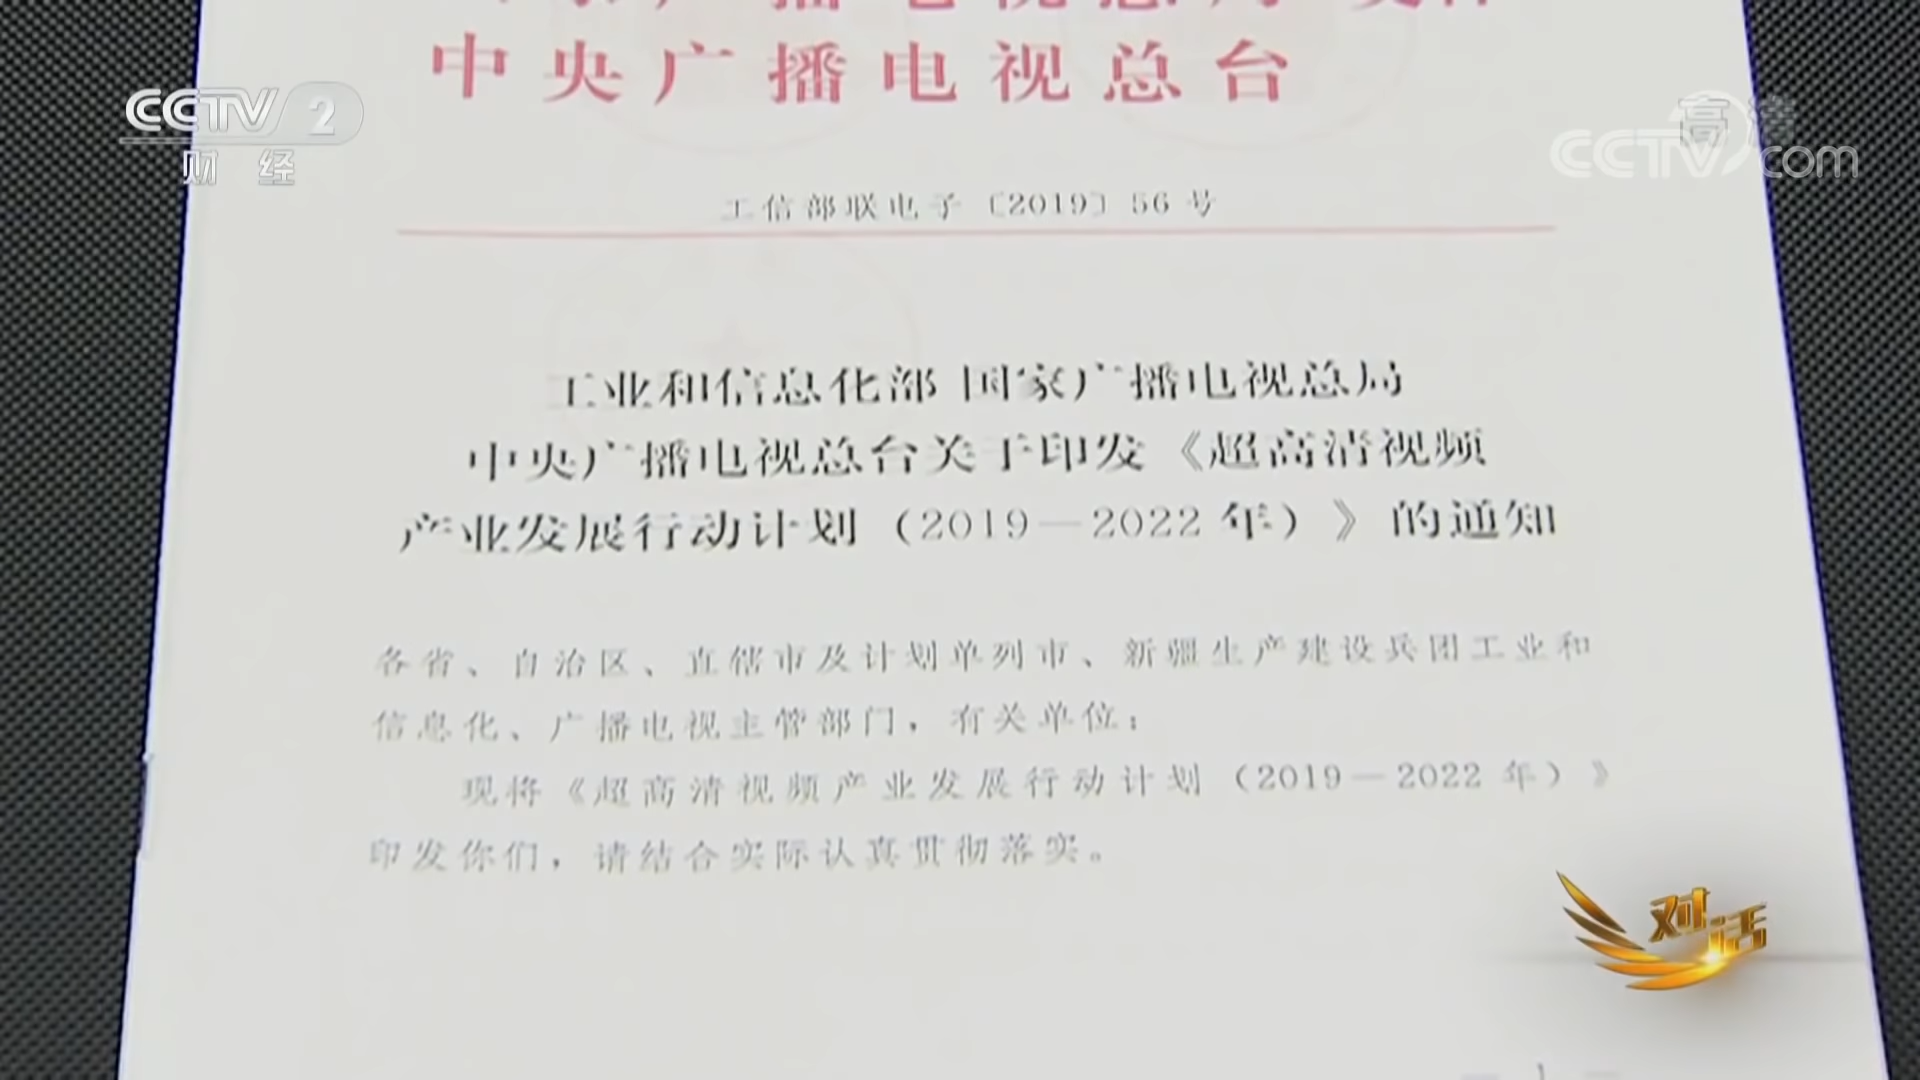 中央广播电视总台
CCTV 2
财经
高清
CCTV.com
工信部联电子〔2019〕56号
工业和信息化部 国家广播电视总局
中央广播电视总台关于印发《超高清视频
产业发展行动计划（2019—2022年）》的通知
各省、自治区、直辖市及计划单列市、新疆生产建设兵团工业和
信息化、广播电视主管部门，有关单位：
现将《超高清视频产业发展行动计划（2019—2022年）》
印发你们，请结合实际认真贯彻落实。
对话